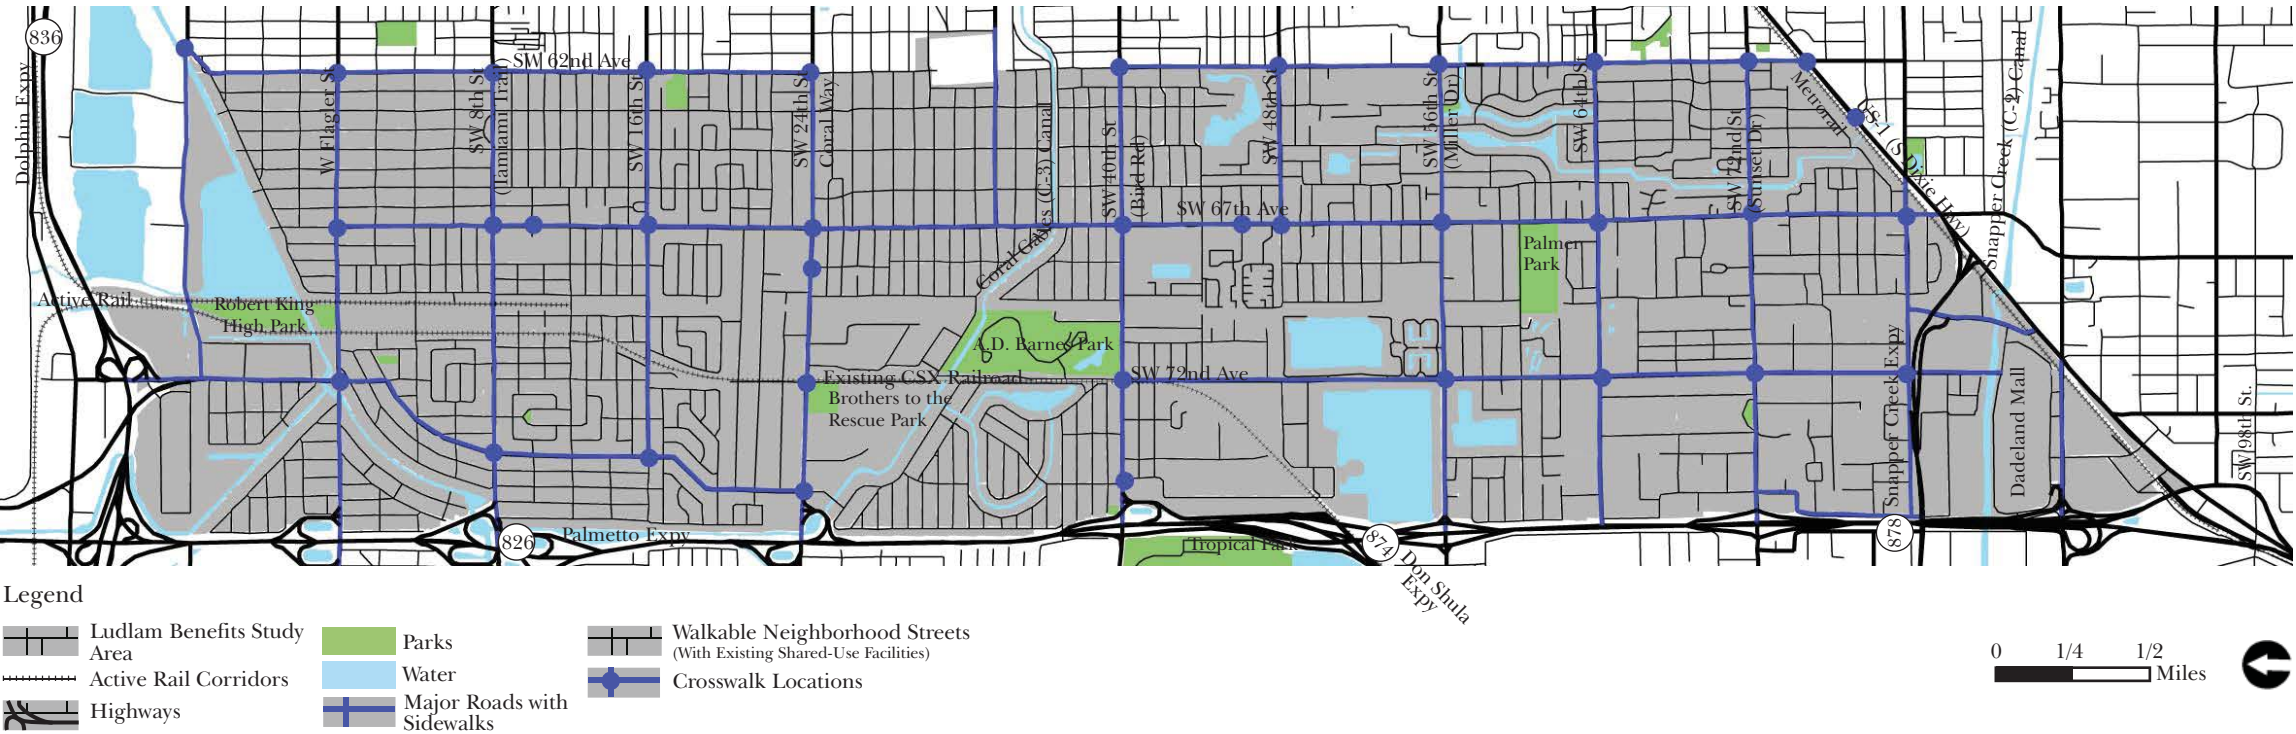 836
Dolphin Expy
SW 62nd Ave
W Flagler St
SW 8th St
(Tamiami Trail)
SW 16th St
SW 24th St
Coral Way
Coral Gables (C-3) Canal
SW 40th St
(Bird Rd)
SW 48th St
SW 56th St
(Miller Dr)
SW 64th St
SW 72nd St
(Sunset Dr)
Metrorail
US-1 (S Dixie Hwy)
Snapper Creek (C-2) Canal
SW 67th Ave
Palmer
Park
Active Rail
Robert King
High Park
A.D. Barnes Park
Existing CSX Railroad
SW 72nd Ave
Brothers to the
Rescue Park
Snapper Creek Expy
Dadeland Mall
SW 98th St.
826
Palmetto Expy
Tropical Park
874
Don Shula
Expy
878
Legend
Ludlam Benefits Study
Area
Active Rail Corridors
Highways
Parks
Water
Major Roads with
Sidewalks
Walkable Neighborhood Streets
(With Existing Shared-Use Facilities)
Crosswalk Locations
0 1/4 1/2
Miles